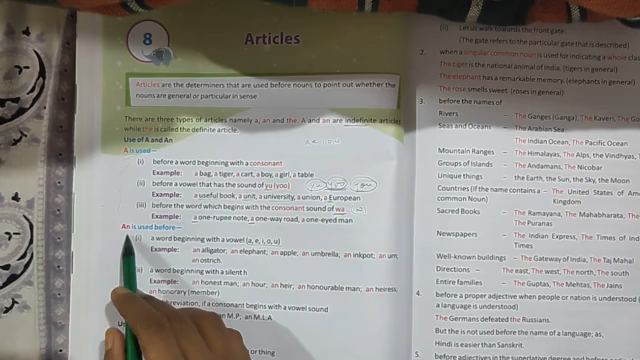 8
Articles
Articles are the determiners that are used before nouns to point out whether the
nouns are general or particular in sense
There are three types of articles namely a, an and the. A and an are indefinite articles
while the is called the definite article.
Use of A and An
A is used—
(i) before a word beginning with a consonant
Example: a bag, a tiger, a cart, a boy, a girl, a table
(ii) before a vowel that has the sound of yu (yoo)
Example: a useful book, a unit, a university, a union, a European
(iii) before the word which begins with the consonant sound of wa
Example: a one-rupee note, a one-way road, a one-eyed man
An is used before—
(i) a word beginning with a vowel (a, e, i, o, u)
Example: an alligator; an elephant; an apple; an umbrella; an inkpot; an urn;
an ostrich.
a word beginning with a silent h
Example: an honest man; an hour; an heir; an honourable man; an heiress;
an honorary (member)
abbreviation, if a consonant begins with a vowel sound
an M.P; an M.L.A
or thing
(ii) Let us walk towards the front gate.
(The gate refers to the particular gate that is described)
2. when a singular common noun is used for indicating a whole
The tiger is the national animal of India. (tigers in general)
The elephant has a remarkable memory. (elephants in general)
The rose smells sweet. (roses in general)
3. before the names of
Rivers – The Ganges (Ganga), The Kaveri, The
Seas and Oceans – The Arabian Sea
The Indian Ocean, The Pacific Ocean
Mountain Ranges – The Himalayas, The Alps, the Vindhyas,
Groups of Islands – The Andamans, The Nicobar
Unique things – the Earth, the Sun, the Sky, the Moon
Countries (if the name contains a – The United States of
common Noun) Kingdom
Sacred Books – The Ramayana, The Mahabharata, The
The Puranas
Newspapers – The Indian Express, The Times of
Times
Well-known buildings – The Gateway of India, The Taj Mahal
Directions – the east, The west, The north, The south
Entire families – The Guptas, The Mehtas, The Jains
4. before a proper adjective when people or nation is understood
a language is understood)
The Germans defeated the Russians.
But the is not used before the name of a language; as,
Hindi is easier than Sanskrit.
5. before adjectives in the superlative degree and before